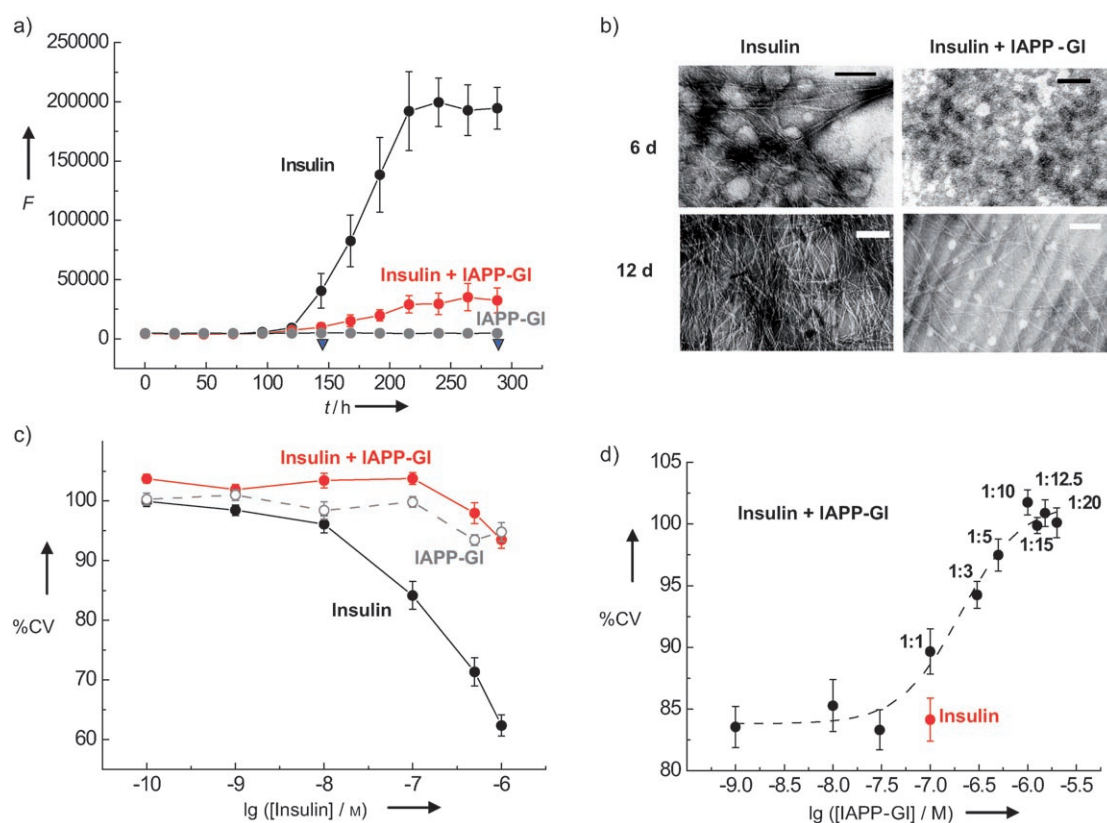 a)
250000
200000
150000
100000
50000
0
F
Insulin
Insulin + IAPP-GI
IAPP-GI
0 50 100 150 200 250 300
t / h
b)
Insulin Insulin + IAPP -GI
6 d
12 d
c)
100
90
80
70
60
%CV
Insulin + IAPP-GI
IAPP-GI
Insulin
-10 -9 -8 -7 -6
lg ([Insulin] / M)
d)
105
100
95
90
85
80
%CV
Insulin + IAPP-GI
1:10 1:12.5
1:20
1:15
1:5
1:3
1:1
Insulin
-9.0 -8.5 -8.0 -7.5 -7.0 -6.5 -6.0 -5.5
lg ([IAPP-GI] / M)